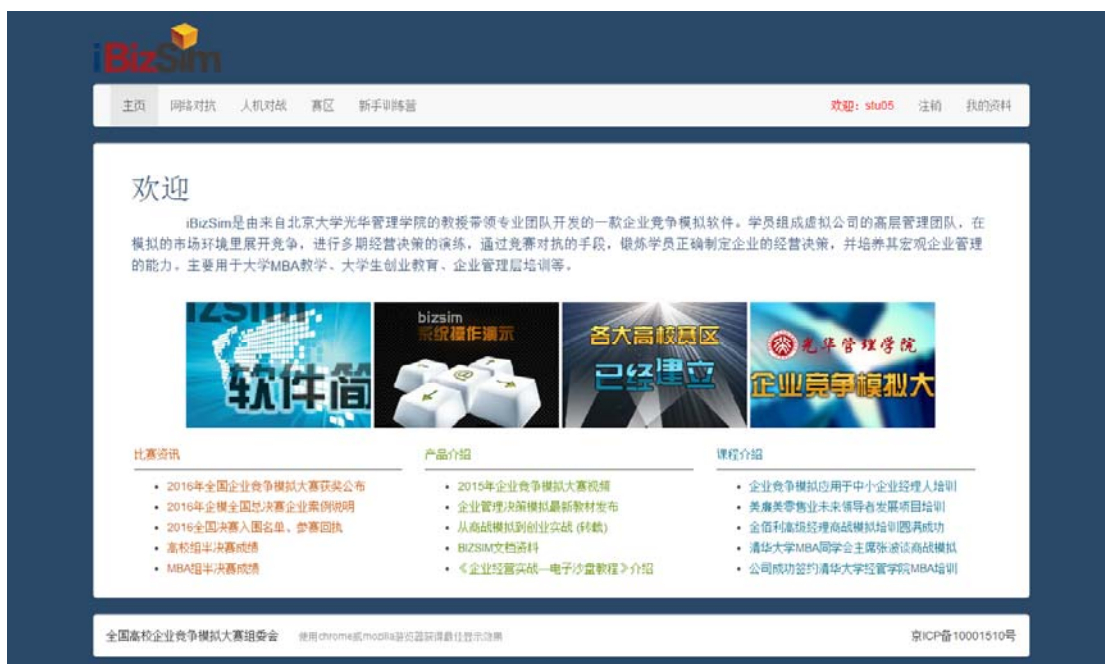 iBizSim
主页 网络对抗 人机对战 赛区 新手训练营 欢迎: stu05 注销 我的资料
欢迎
iBizSim是由来自北京大学光华管理学院的教授带领专业团队开发的一款企业竞争模拟软件。学员组成虚拟公司的高层管理团队，在
模拟的市场环境里展开竞争，进行多期经营决策的演练，通过竞赛对抗的手段，锻炼学员正确制定企业的经营决策，并培养其宏观企业管理
的能力。主要用于大学MBA教学、大学生创业教育、企业管理层培训等。
bizsim
软件简
bizsim
系统操作演示
@
各大高校赛区
已经建立
光华管理学院
企业竞争模拟大
比赛资讯
• 2016年全国企业竞争模拟大赛获奖公布
• 2016年企模全国总决赛企业案例说明
• 2016全国决赛入围名单、参赛回执
• 高校组半决赛成绩
• MBA组半决赛成绩
产品介绍
• 2015年企业竞争模拟大赛视频
• 企业管理决策模拟最新教材发布
• 从商战模拟到创业实战 (转载)
• BIZSIM文档资料
• 《企业经营实战—电子沙盘教程》介绍
课程介绍
• 企业竞争模拟应用于中小企业经理人培训
• 美廉美零售业未来领导者发展项目培训
• 金佰利高级经理商战模拟培训圆满成功
• 清华大学MBA同学会主席张波谈商战模拟
• 公司成功签约清华大学经管学院MBA培训
全国高校企业竞争模拟大赛组委会 使用chrome或mozilla浏览器获得最佳显示效果 京ICP备10001510号